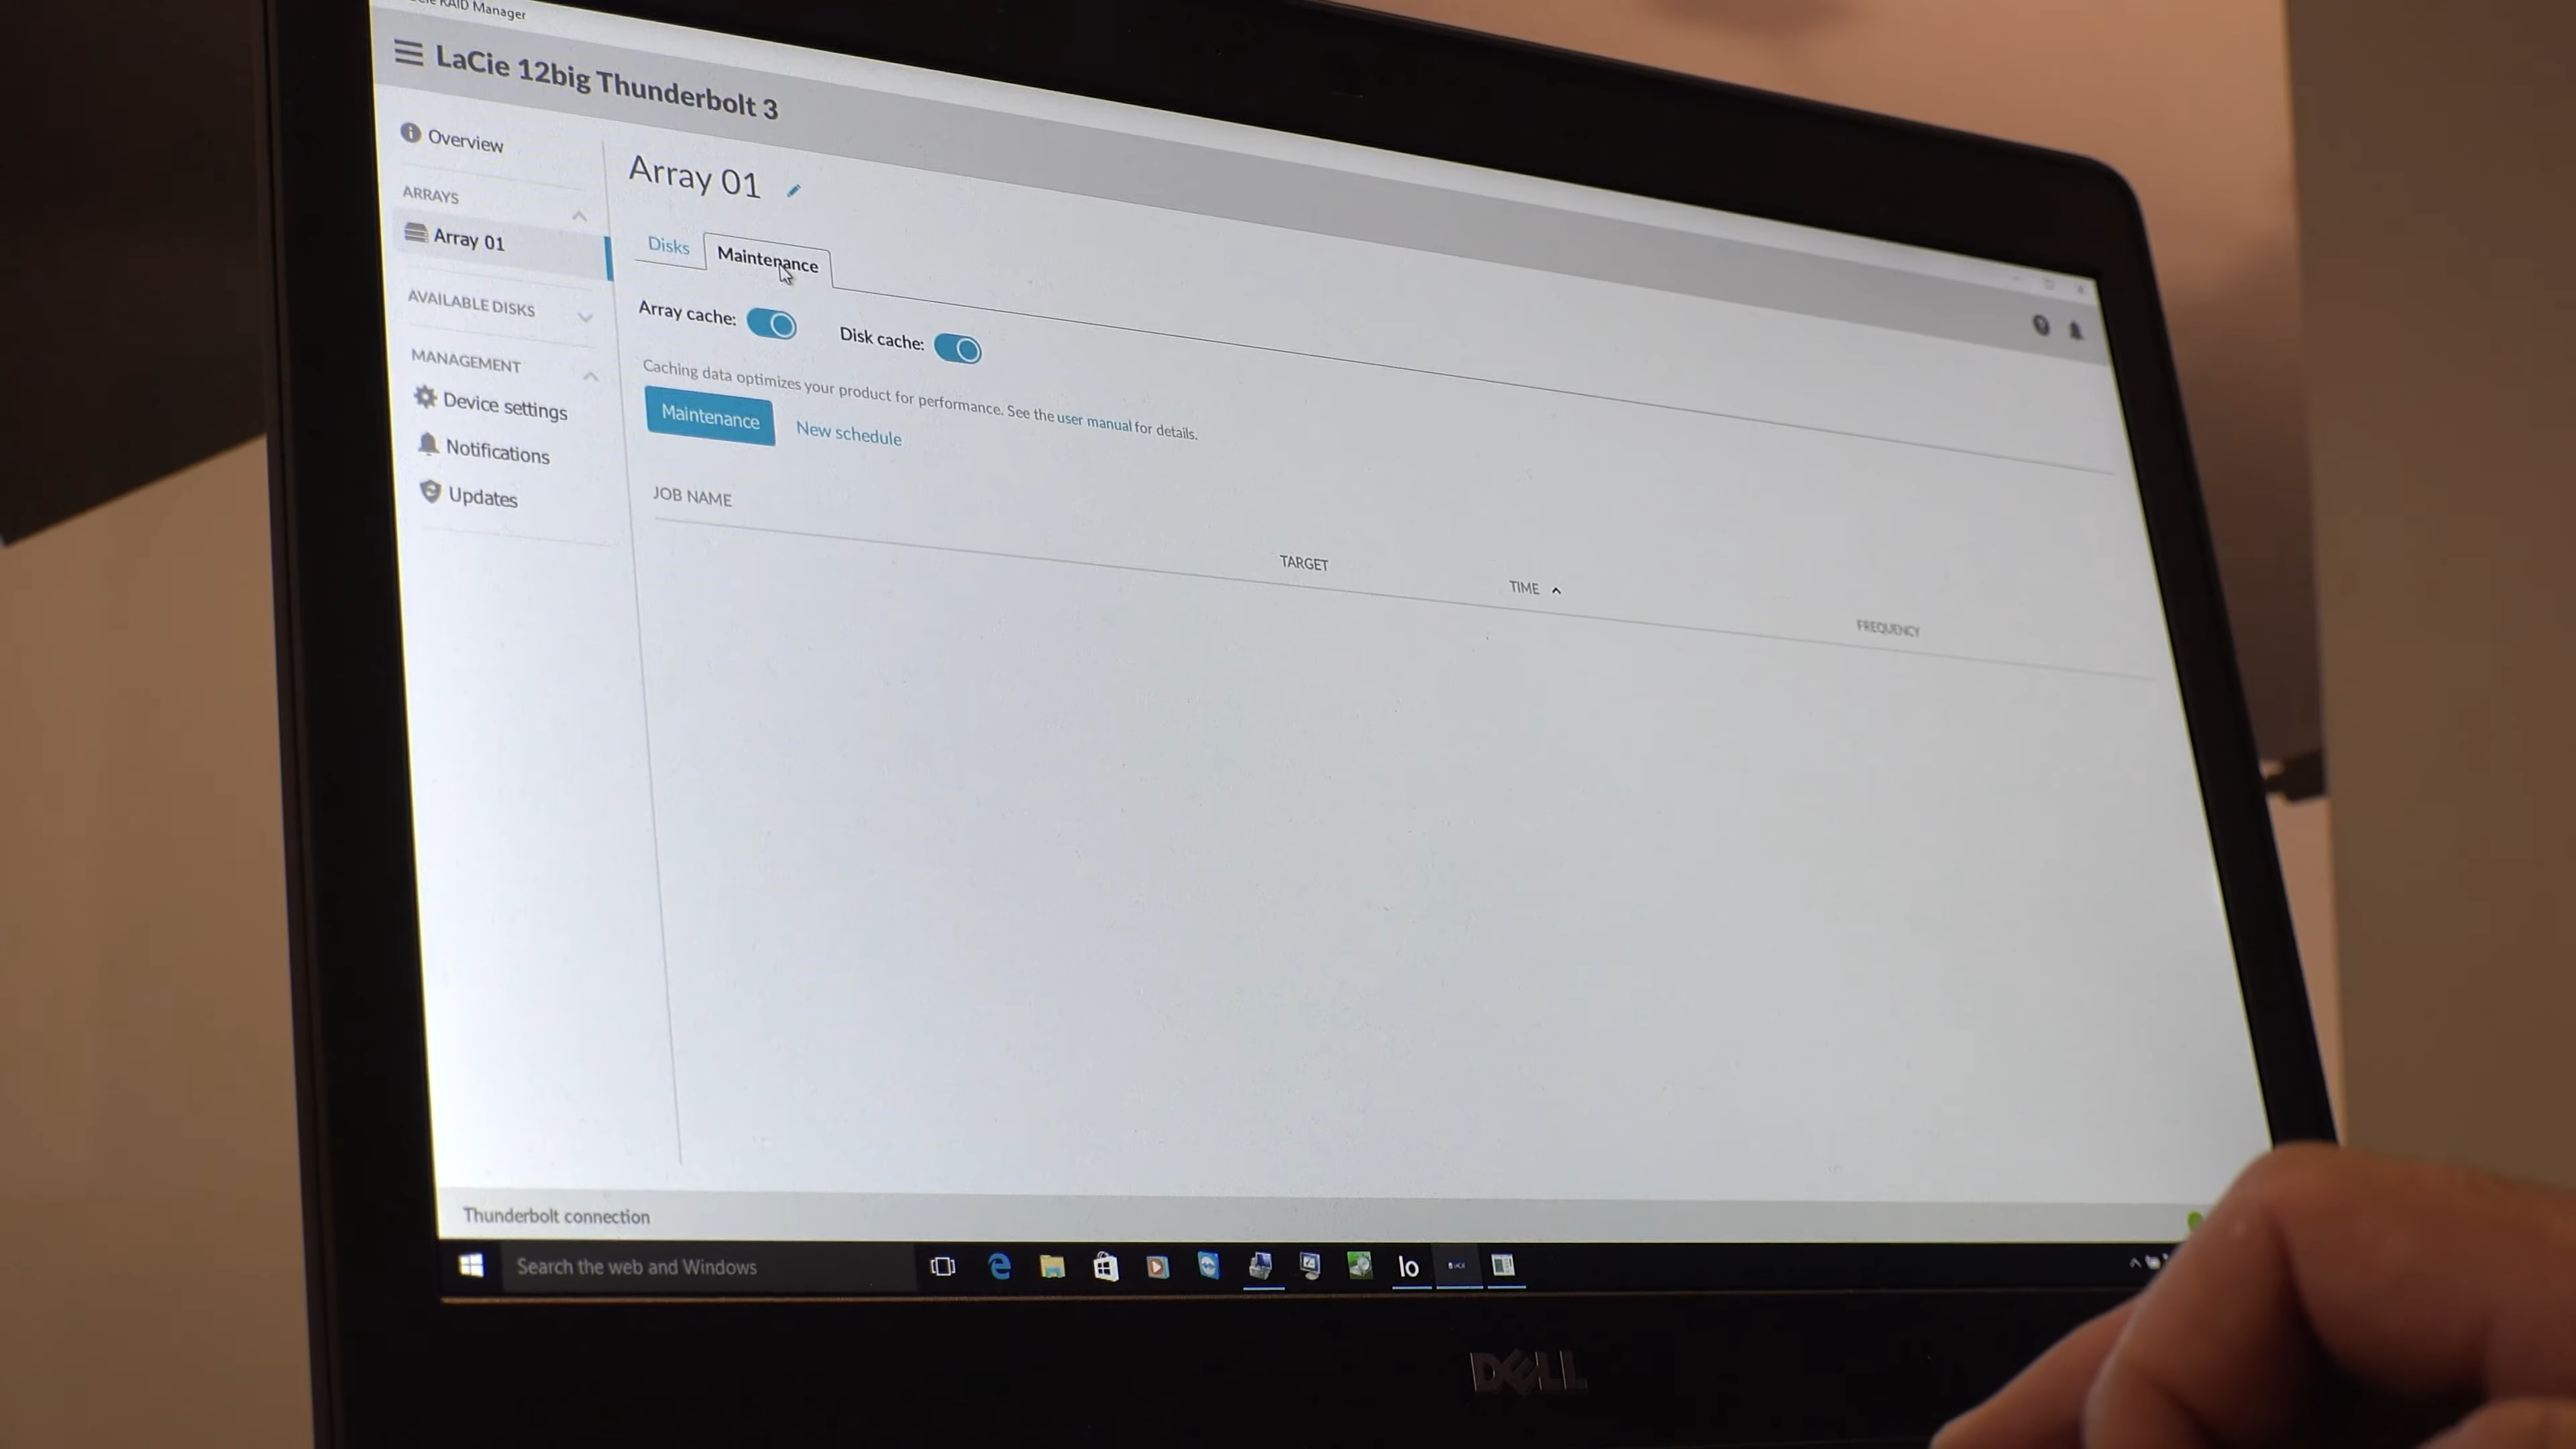 RAID Manager
LaCie 12big Thunderbolt 3
Overview
ARRAYS
Array 01
AVAILABLE DISKS
MANAGEMENT
Device settings
Notifications
Updates
Array 01
Disks
Maintenance
Array cache:
Disk cache:
Caching data optimizes your product for performance. See the user manual for details.
Maintenance
New schedule
JOB NAME
TARGET
TIME
FREQUENCY
Thunderbolt connection
Search the web and Windows
lo
DELL